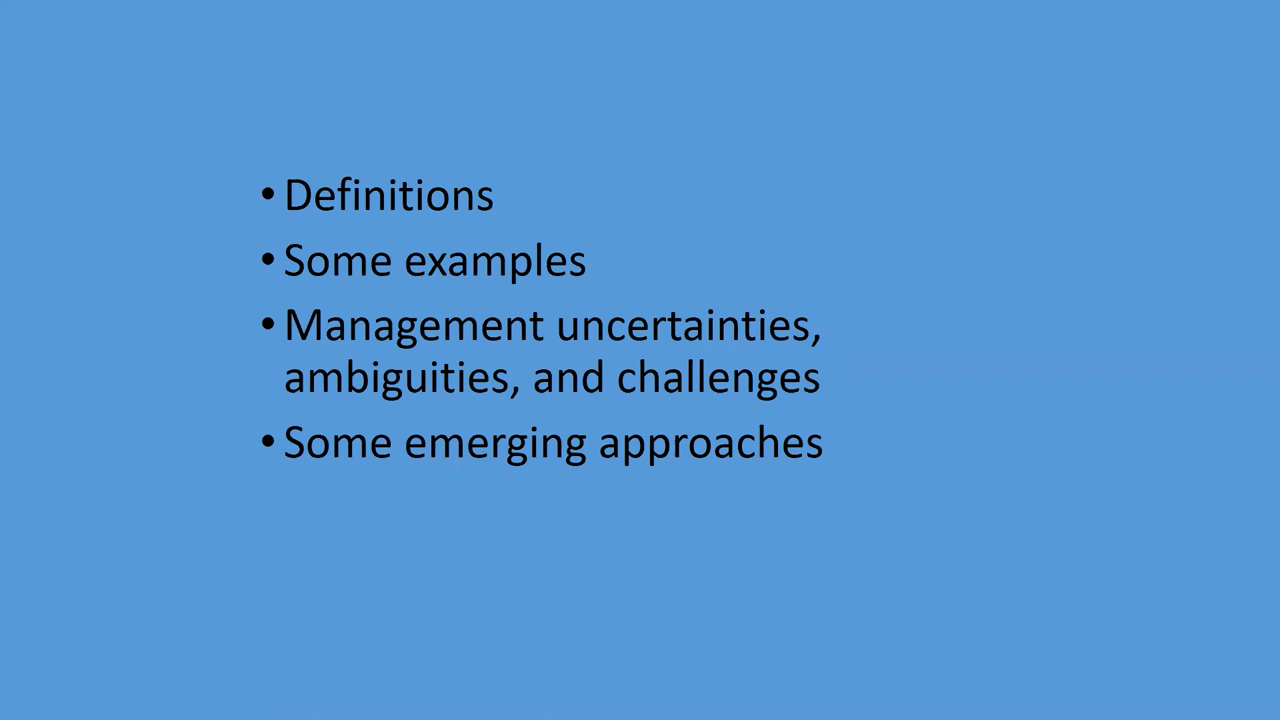 • Definitions
• Some examples
• Management uncertainties,
ambiguities, and challenges
• Some emerging approaches